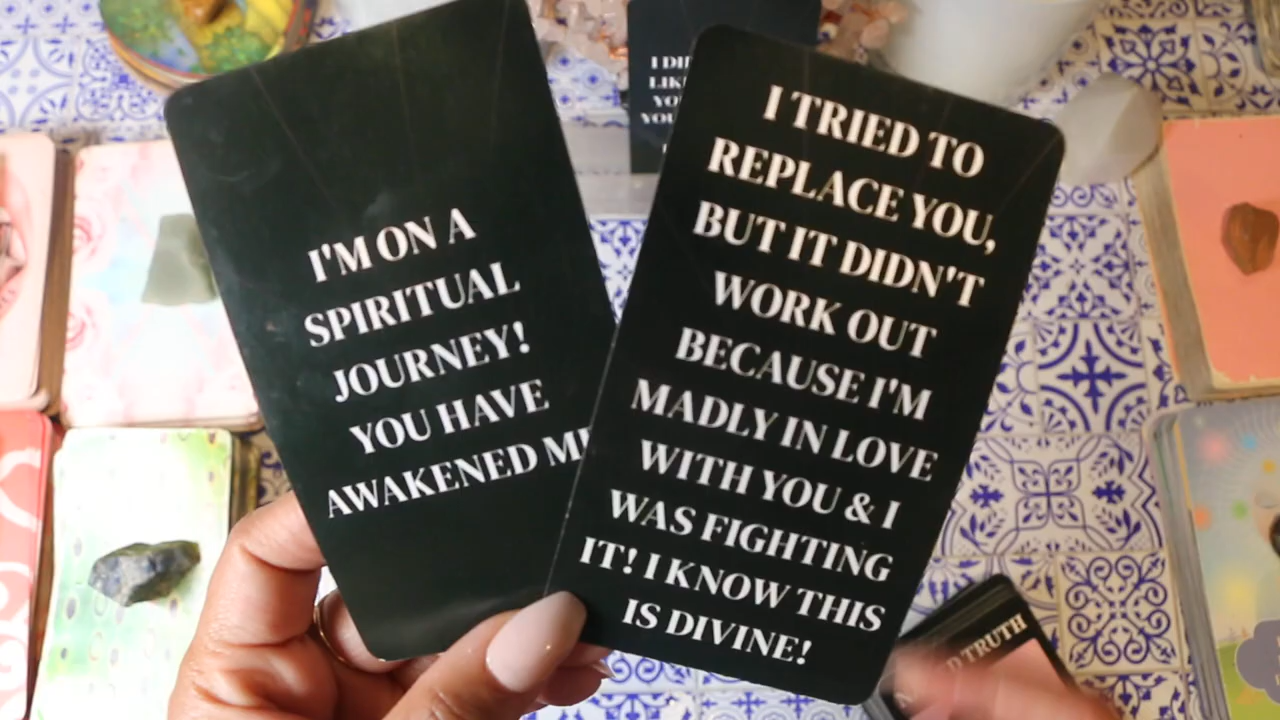 I'M ON A
SPIRITUAL
JOURNEY!
YOU HAVE
AWAKENED
I TRIED TO
REPLACE YOU,
BUT IT DIDN'T
WORK OUT
BECAUSE I'M
MADLY IN LOVE
WITH YOU & I
WAS FIGHTING
IT! I KNOW THIS
IS DIVINE!
I
TRUTH